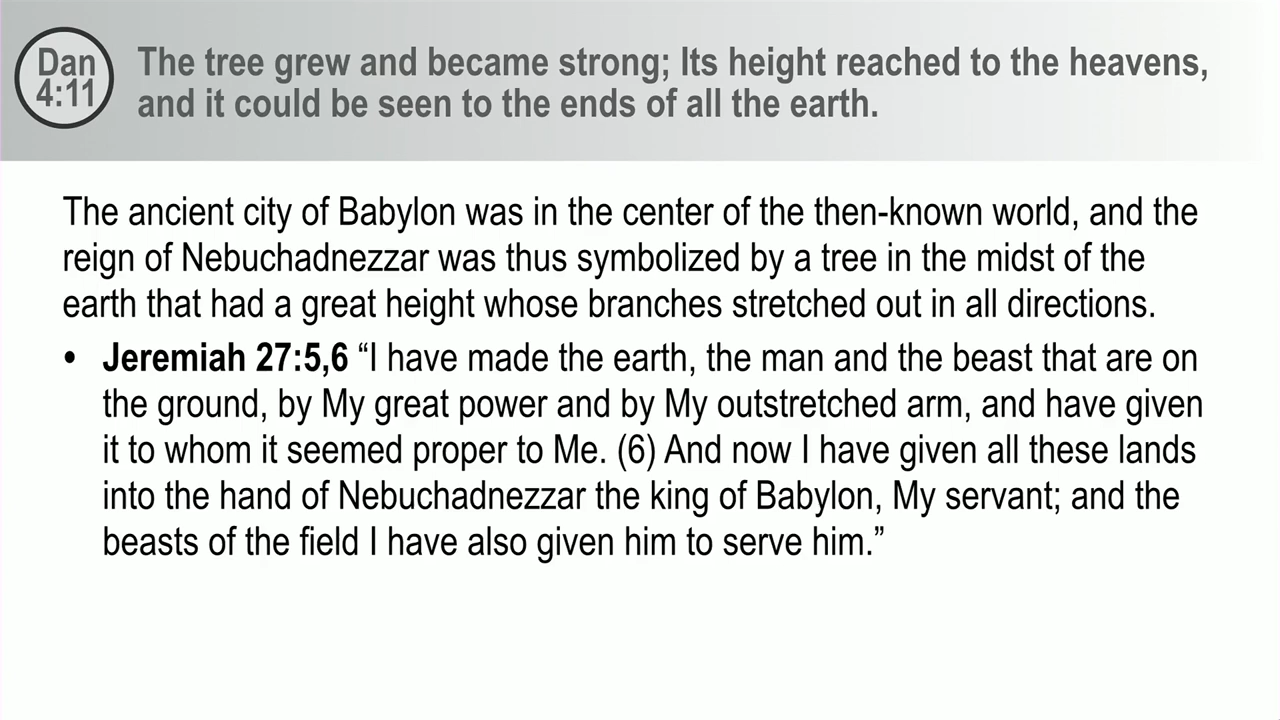 Dan
4:11
The tree grew and became strong; Its height reached to the heavens,
and it could be seen to the ends of all the earth.
The ancient city of Babylon was in the center of the then-known world, and the
reign of Nebuchadnezzar was thus symbolized by a tree in the midst of the
earth that had a great height whose branches stretched out in all directions.
• Jeremiah 27:5,6 “I have made the earth, the man and the beast that are on
the ground, by My great power and by My outstretched arm, and have given
it to whom it seemed proper to Me. (6) And now I have given all these lands
into the hand of Nebuchadnezzar the king of Babylon, My servant; and the
beasts of the field I have also given him to serve him.”